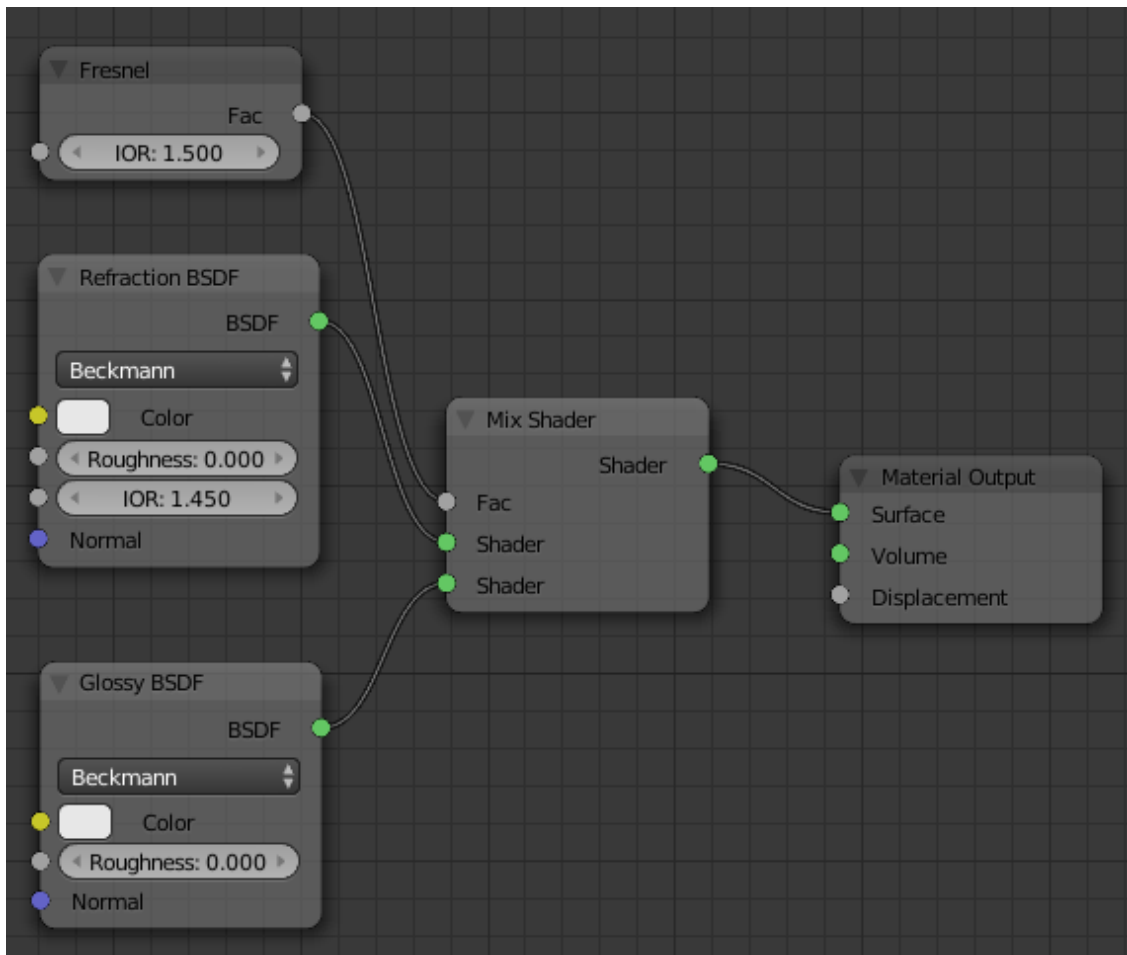 Fresnel
Fac
IOR: 1.500
Refraction BSDF
BSDF
Beckmann
Color
Roughness: 0.000
IOR: 1.450
Normal
Glossy BSDF
BSDF
Beckmann
Color
Roughness: 0.000
Normal
Mix Shader
Shader
Fac
Shader
Shader
Material Output
Surface
Volume
Displacement